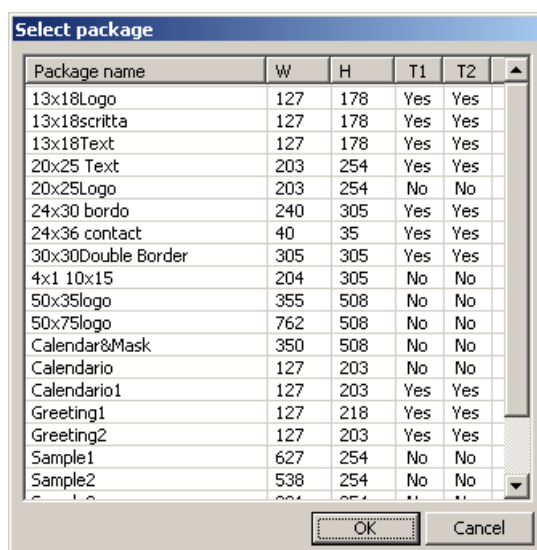 Select package
Package name W H T1 T2
13x18Logo 127 178 Yes Yes
13x18scritta 127 178 Yes Yes
13x18Text 127 178 Yes Yes
20x25 Text 203 254 Yes Yes
20x25Logo 203 254 No No
24x30 bordo 240 305 Yes Yes
24x36 contact 40 35 Yes Yes
30x30Double Border 305 305 Yes Yes
4x1 10x15 204 305 No No
50x35logo 355 508 No No
50x75logo 762 508 No No
Calendar&Mask 350 508 No No
Calendario 127 203 No No
Calendario1 127 203 Yes Yes
Greeting1 127 218 Yes Yes
Greeting2 127 203 Yes Yes
Sample1 627 254 No No
Sample2 538 254 No No
OK Cancel